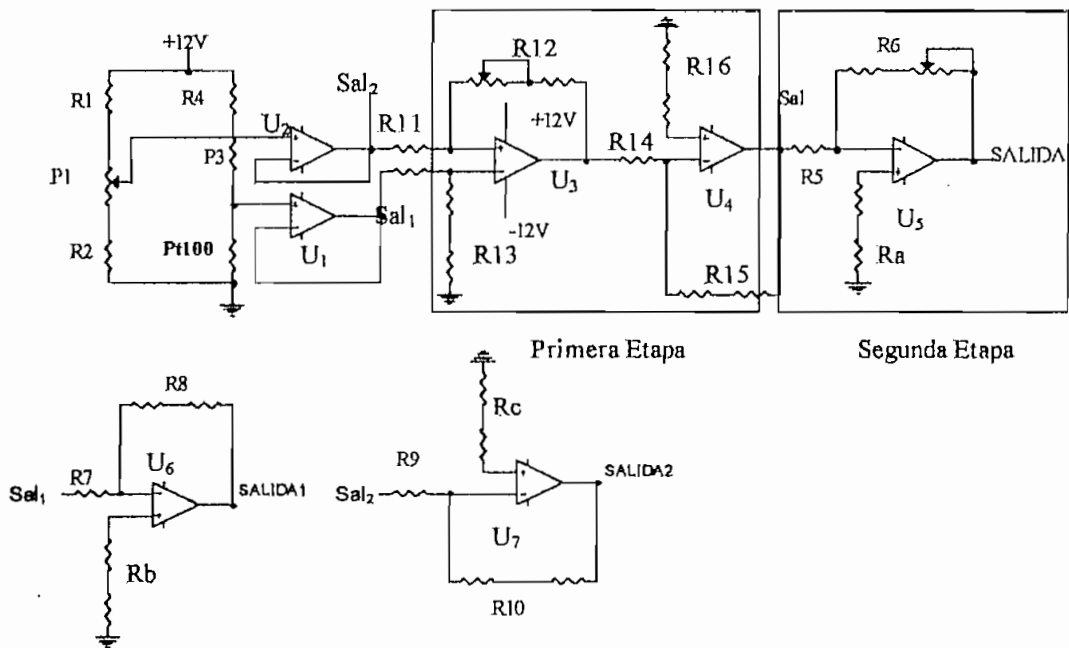 +12V
R1
R4
P1
P3
R2
Pt100
U2
U1
Sal2
Sal1
R11
R12
R13
+12V
-12V
U3
R14
R16
U4
R15
Sal
R5
R6
U5
Ra
SALIDA
Primera Etapa
Segunda Etapa
R8
R7
U6
Sal1
SALIDA1
Rb
Rc
R9
Sal2
SALIDA2
U7
R10